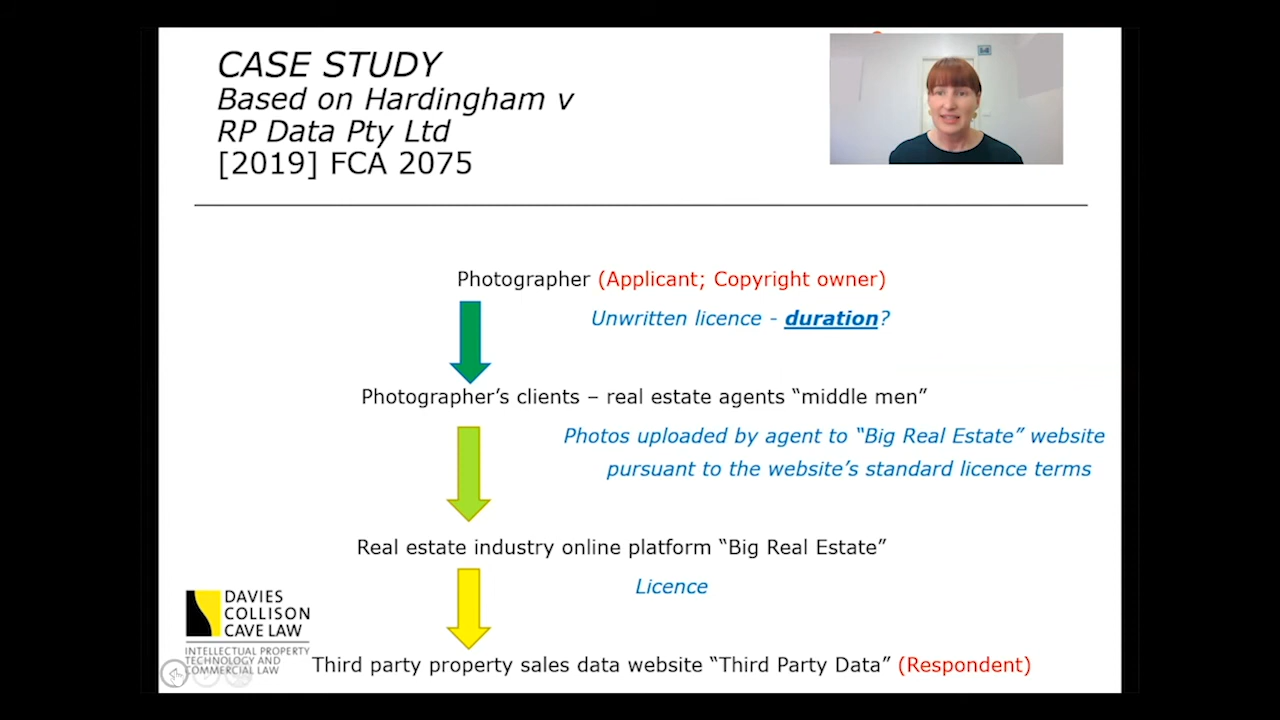 CASE STUDY
Based on Hardingham v
RP Data Pty Ltd
[2019] FCA 2075
Photographer (Applicant; Copyright owner)
Unwritten licence - duration?
Photographer’s clients – real estate agents “middle men”
Photos uploaded by agent to “Big Real Estate” website
pursuant to the website’s standard licence terms
Real estate industry online platform “Big Real Estate”
Licence
Third party property sales data website “Third Party Data” (Respondent)
DAVIES
COLLISON
CAVE LAW
INTELLECTUAL PROPERTY
TECHNOLOGY AND
COMMERCIAL LAW